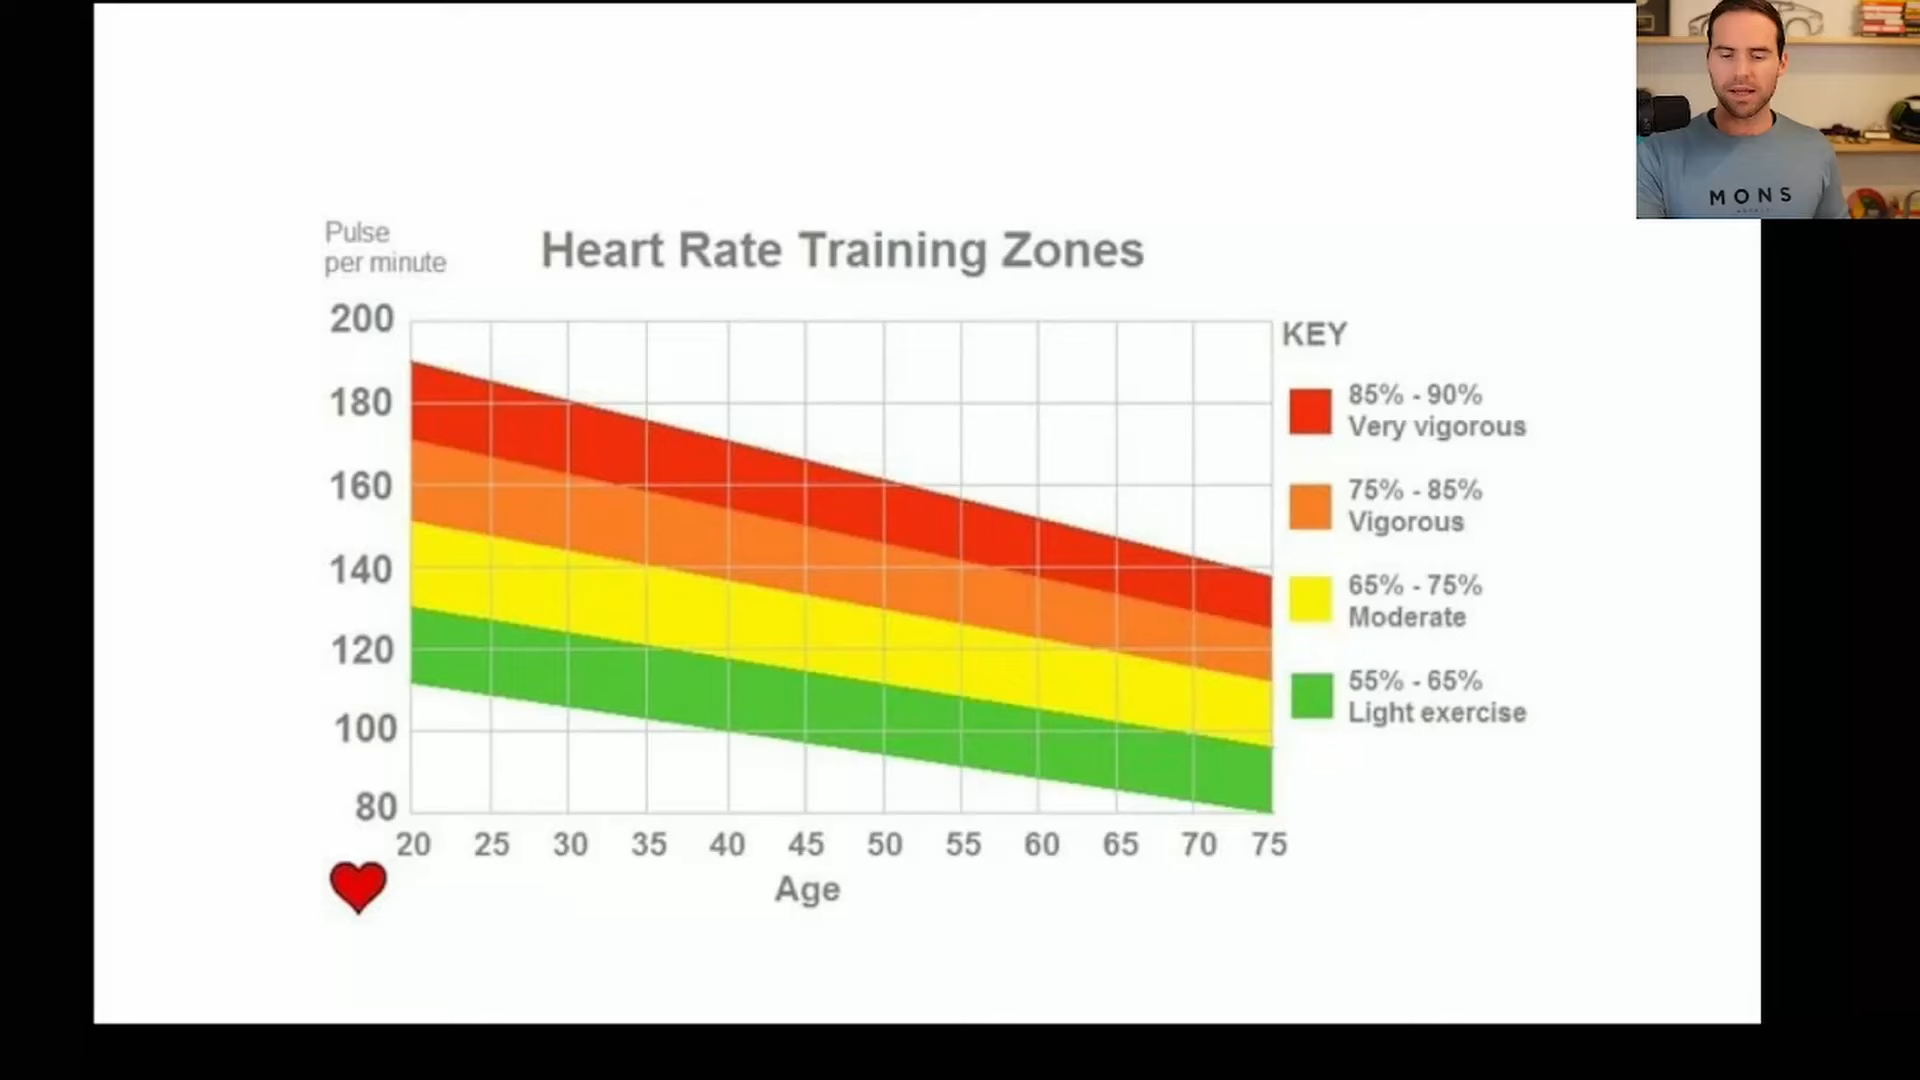 MONS
Pulse
per minute
Heart Rate Training Zones
200
180
160
140
120
100
80
20 25 30 35 40 45 50 55 60 65 70 75
Age
KEY
85% - 90%
Very vigorous
75% - 85%
Vigorous
65% - 75%
Moderate
55% - 65%
Light exercise